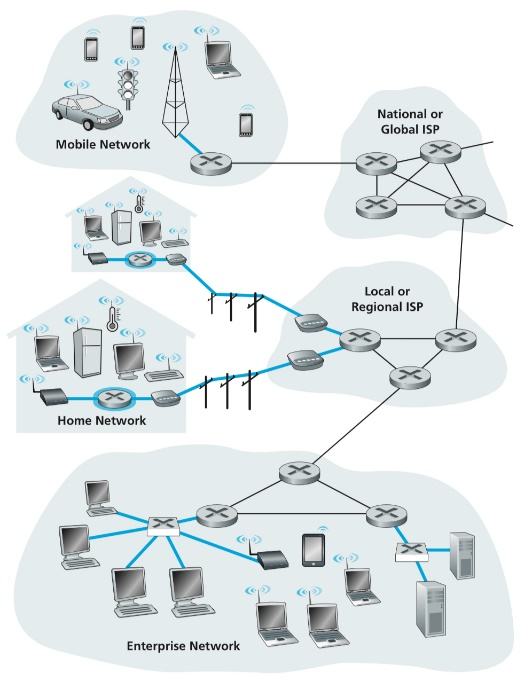 Mobile Network
National or
Global ISP
Local or
Regional ISP
Home Network
Enterprise Network